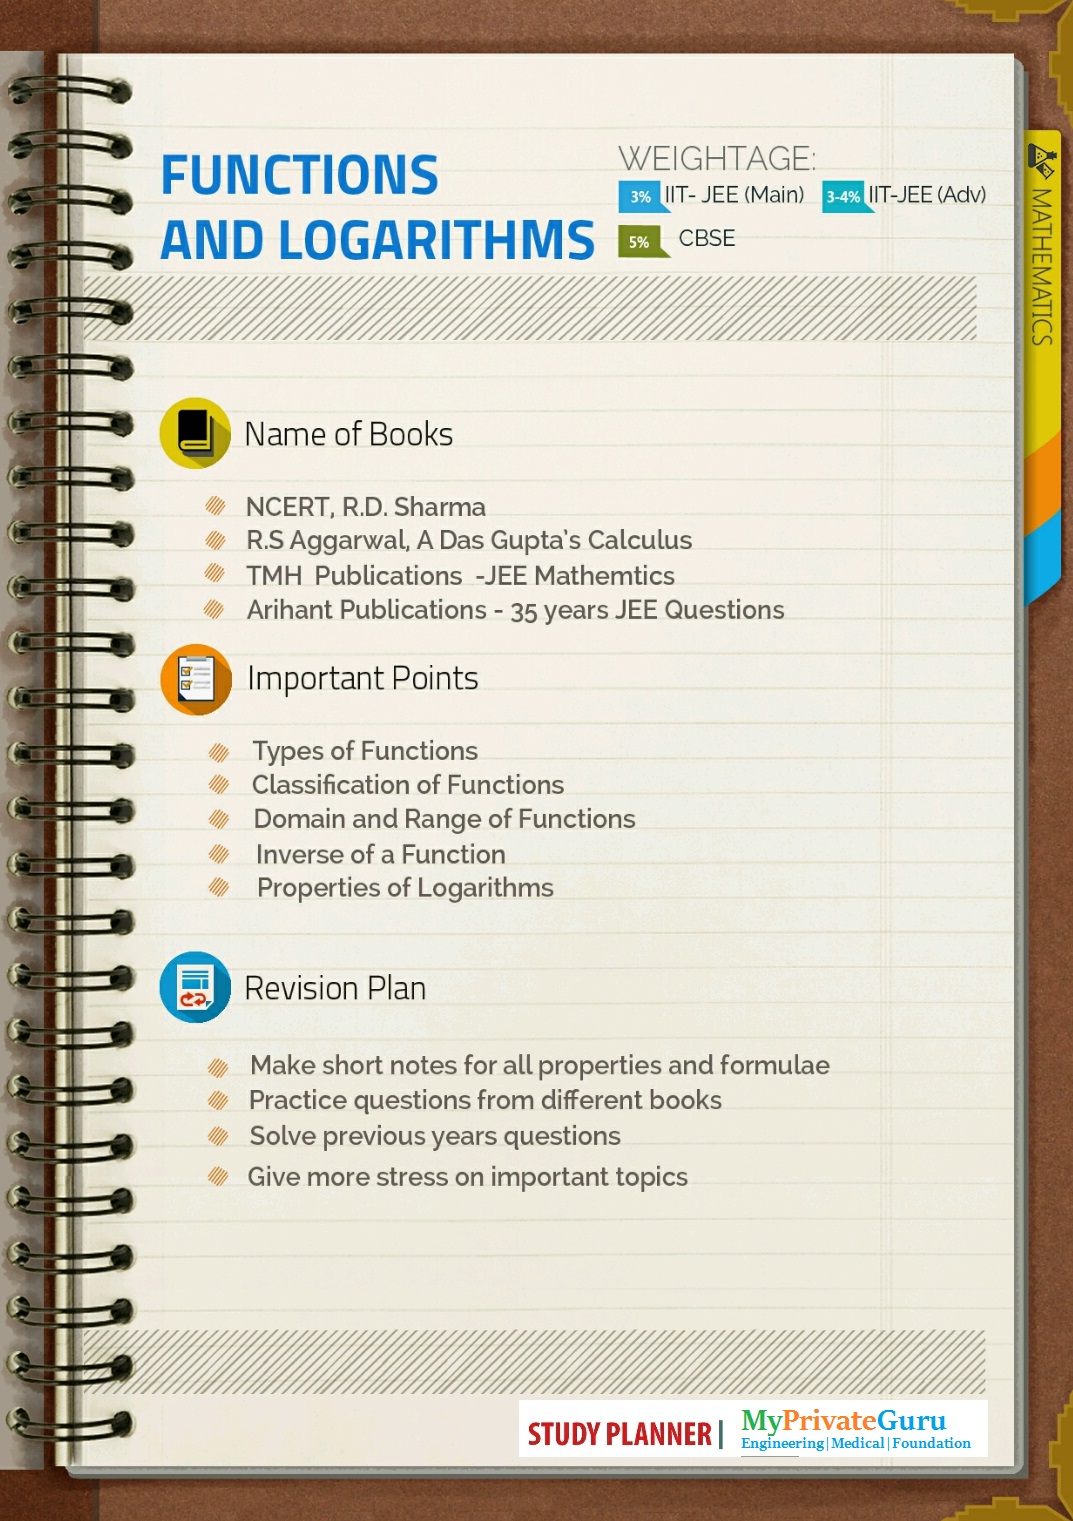 FUNCTIONS
AND LOGARITHMS
WEIGHTAGE:
3% IIT- JEE (Main) 3-4% IIT-JEE (Adv)
5% CBSE
MATHEMATICS
Name of Books
NCERT, R.D. Sharma
R.S Aggarwal, A Das Gupta's Calculus
TMH Publications -JEE Mathemtics
Arihant Publications - 35 years JEE Questions
Important Points
Types of Functions
Classification of Functions
Domain and Range of Functions
Inverse of a Function
Properties of Logarithms
Revision Plan
Make short notes for all properties and formulae
Practice questions from different books
Solve previous years questions
Give more stress on important topics
STUDY PLANNER | MyPrivateGuru
Engineering|Medical|Foundation